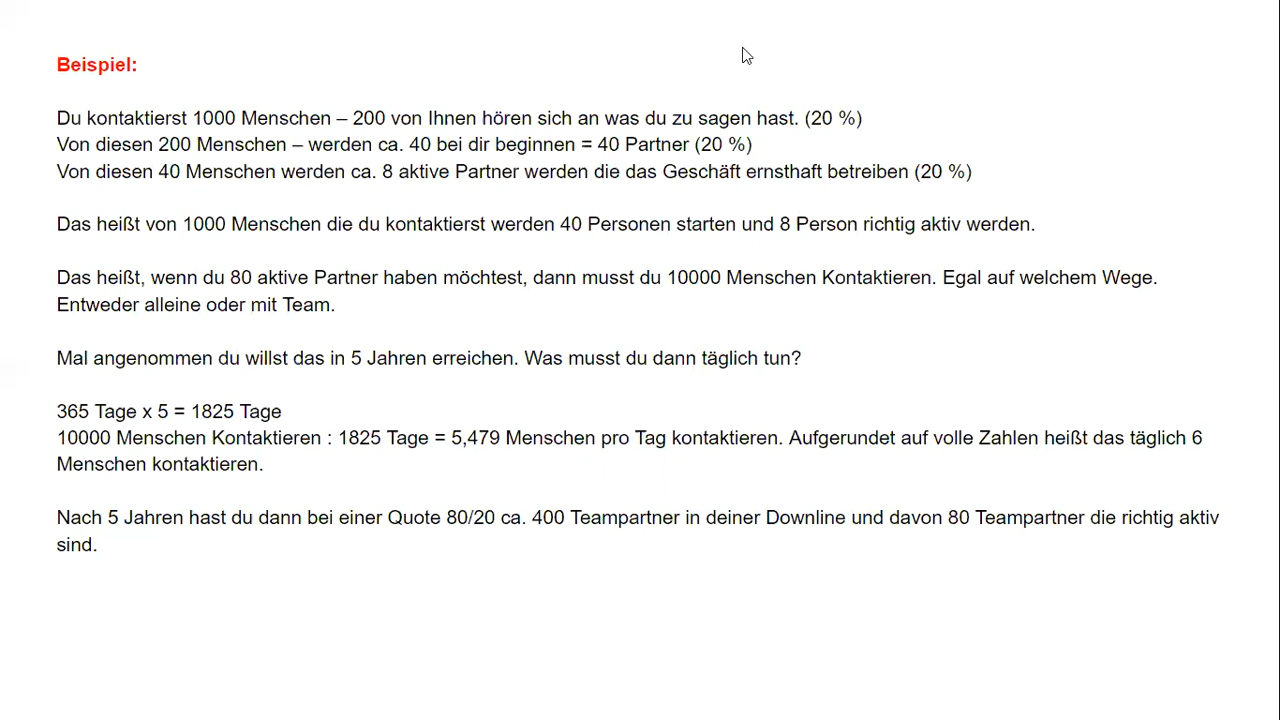 Beispiel:
Du kontaktierst 1000 Menschen – 200 von Ihnen hören sich an was du zu sagen hast. (20 %)
Von diesen 200 Menschen – werden ca. 40 bei dir beginnen = 40 Partner (20 %)
Von diesen 40 Menschen werden ca. 8 aktive Partner werden die das Geschäft ernsthaft betreiben (20 %)
Das heißt von 1000 Menschen die du kontaktierst werden 40 Personen starten und 8 Person richtig aktiv werden.
Das heißt, wenn du 80 aktive Partner haben möchtest, dann musst du 10000 Menschen Kontaktieren. Egal auf welchem Wege.
Entweder alleine oder mit Team.
Mal angenommen du willst das in 5 Jahren erreichen. Was musst du dann täglich tun?
365 Tage x 5 = 1825 Tage
10000 Menschen Kontaktieren : 1825 Tage = 5,479 Menschen pro Tag kontaktieren. Aufgerundet auf volle Zahlen heißt das täglich 6
Menschen kontaktieren.
Nach 5 Jahren hast du dann bei einer Quote 80/20 ca. 400 Teampartner in deiner Downline und davon 80 Teampartner die richtig aktiv
sind.